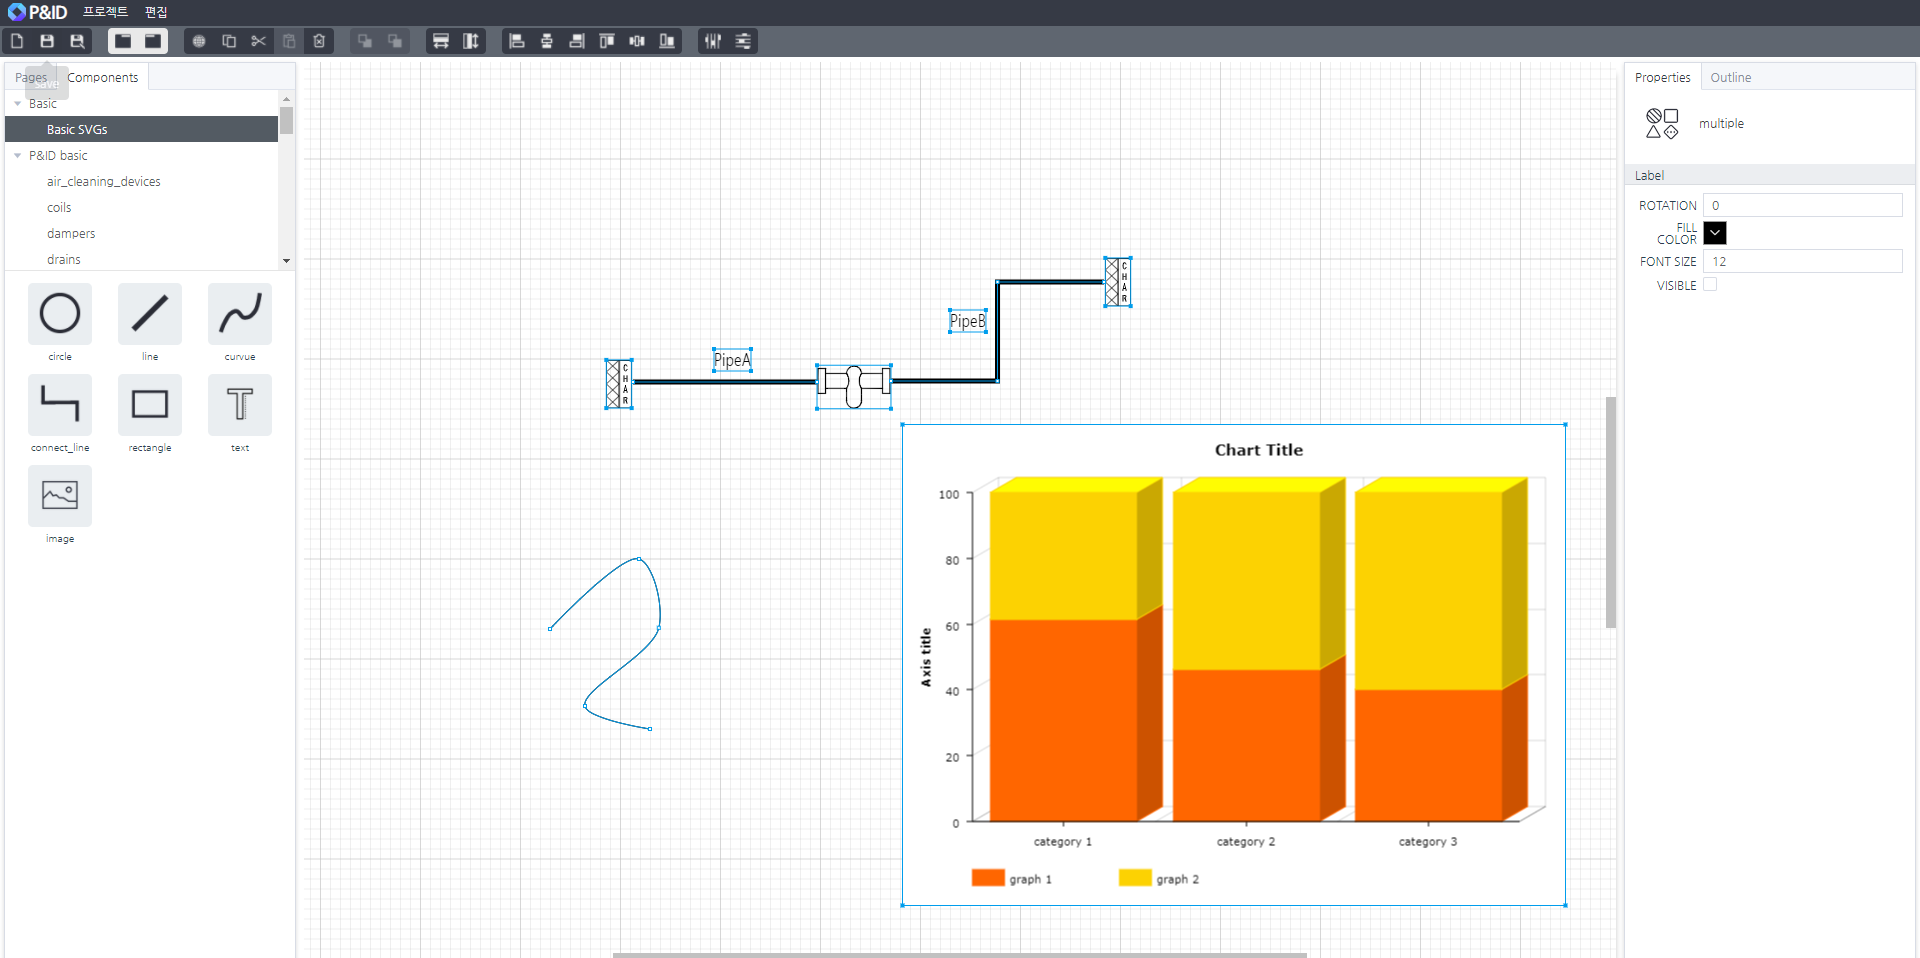 P&ID 프로젝트 편집
Pages Components
save
Basic
Basic SVGs
P&ID basic
air_cleaning_devices
coils
dampers
drains
circle line curvue
connect_line rectangle text
image
CHAR
PipeB
PipeA
CHAR
Chart Title
Axis title
100
80
60
40
20
0
category 1 category 2 category 3
graph 1 graph 2
Properties Outline
multiple
Label
ROTATION 0
FILL
COLOR
FONT SIZE 12
VISIBLE